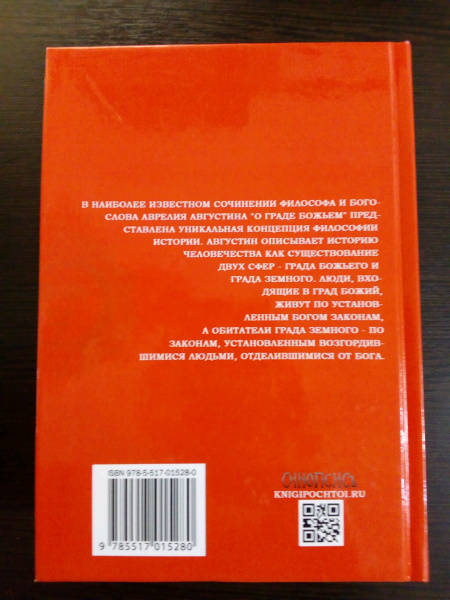 В НАИБОЛЕЕ ИЗВЕСТНОМ СОЧИНЕНИИ ФИЛОСОФА И БОГО-
СЛОВА АВРЕЛИЯ АВГУСТИНА "О ГРАДЕ БОЖЬЕМ" ПРЕД-
СТАВЛЕНА УНИКАЛЬНАЯ КОНЦЕПЦИЯ ФИЛОСОФИИ
ИСТОРИИ. АВГУСТИН ОПИСЫВАЕТ ИСТОРИЮ
ЧЕЛОВЕЧЕСТВА КАК СУЩЕСТВОВАНИЕ
ДВУХ СФЕР - ГРАДА БОЖЬЕГО И
ГРАДА ЗЕМНОГО. ЛЮДИ, ВХО-
ДЯЩИЕ В ГРАД БОЖИЙ,
ЖИВУТ ПО УСТАНОВ-
ЛЕННЫМ БОГОМ ЗАКОНАМ,
А ОБИТАТЕЛИ ГРАДА ЗЕМНОГО - ПО
ЗАКОНАМ, УСТАНОВЛЕННЫМ ВОЗГОРДИВ-
ШИМИСЯ ЛЮДЬМИ, ОТДЕЛИВШИМИСЯ ОТ БОГА.
ISBN 978-5-517-01528-0
9 785517 015280
KNIGIPOCHTOI.RU